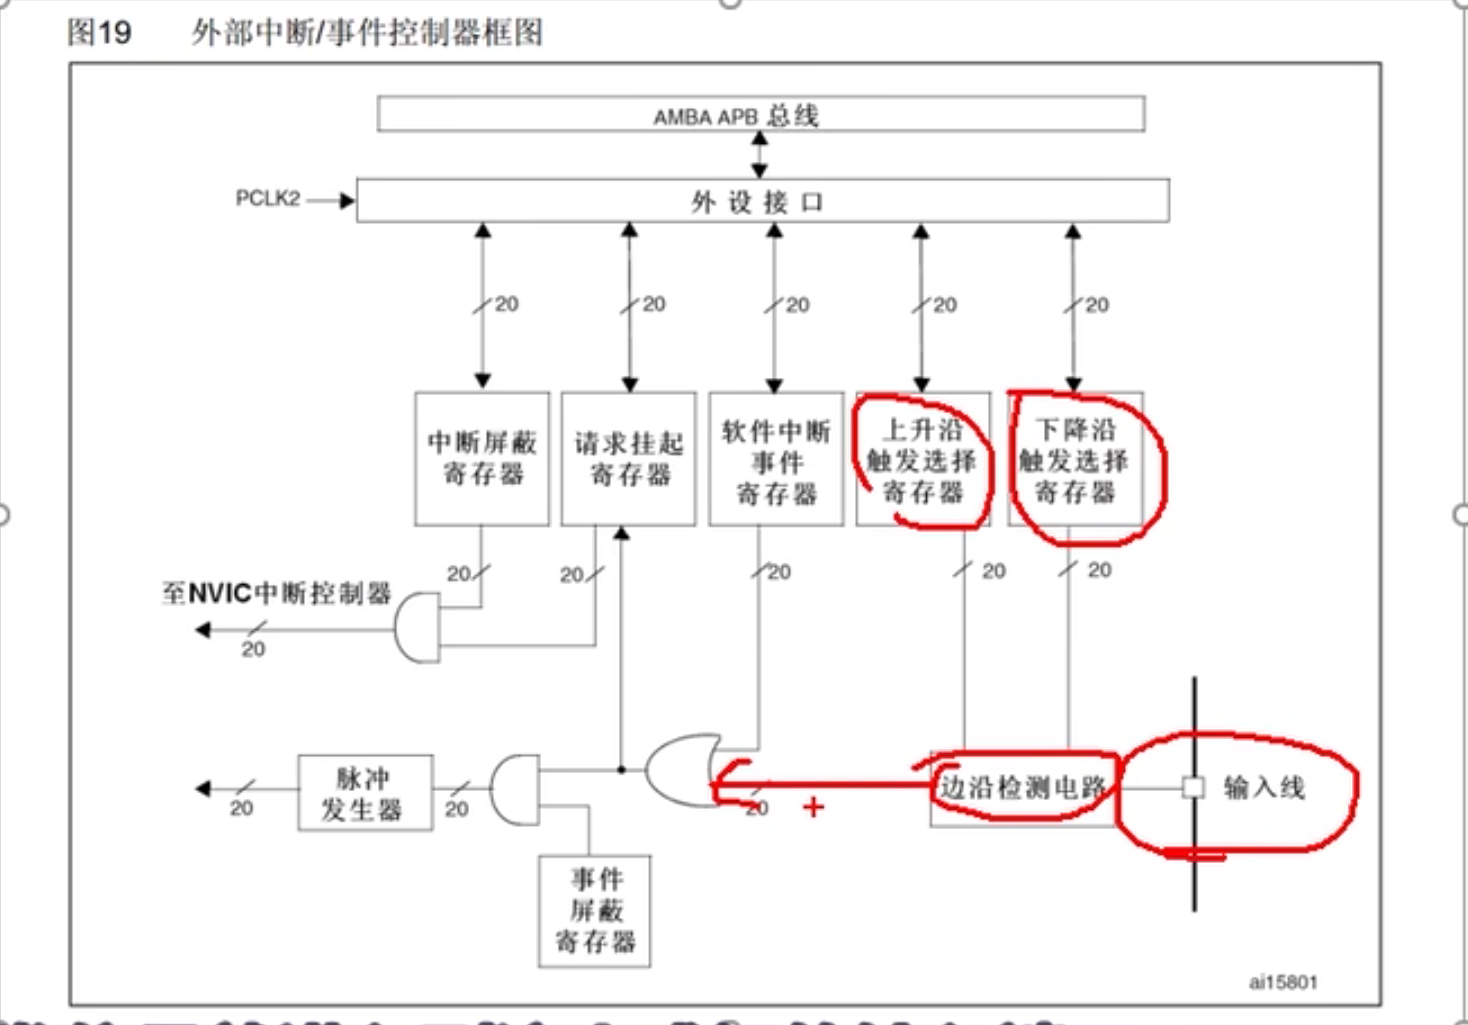 图19 外部中断/事件控制器框图
AMBA APB 总线
PCLK2
外设接口
20
20
20
20
20
中断屏蔽
寄存器
请求挂起
寄存器
软件中断
事件
寄存器
上升沿
触发选择
寄存器
下降沿
触发选择
寄存器
20
20
20
20
20
至NVIC中断控制器
20
脉冲
发生器
20
20
20
+
边沿检测电路
输入线
事件
屏蔽
寄存器
ai15801